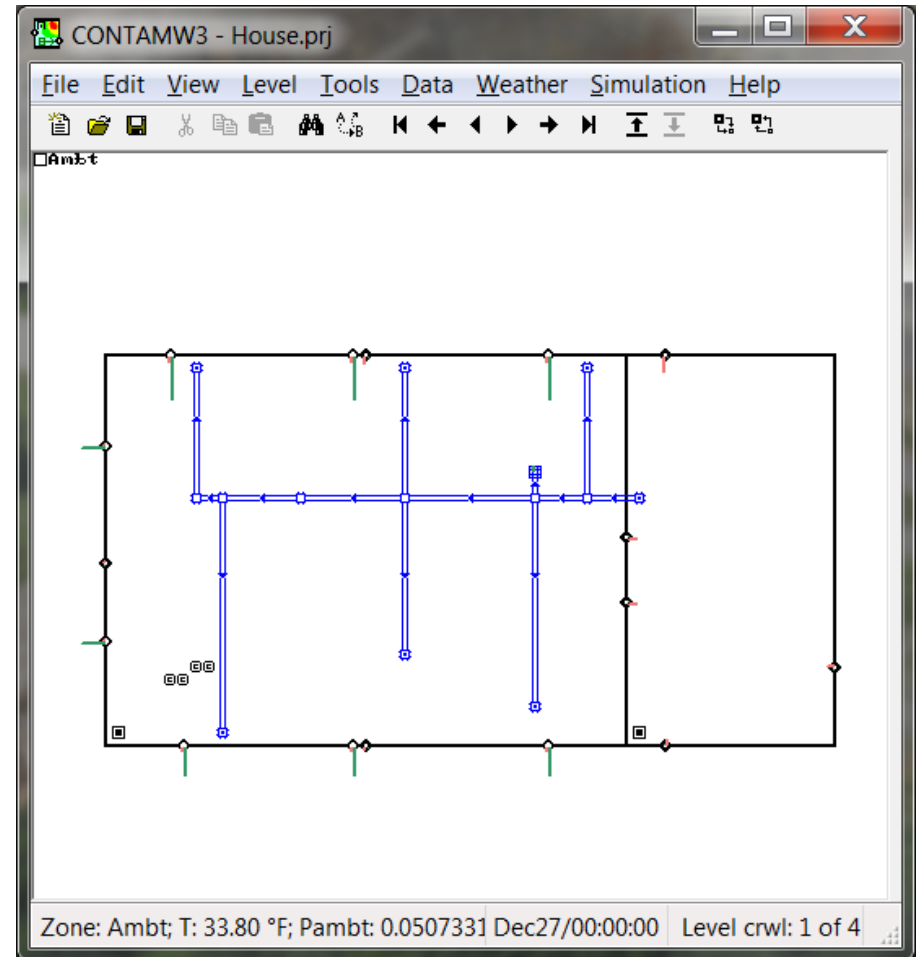 CONTAMW3 - House.prj
File Edit View Level Tools Data Weather Simulation Help
Ambt
Zone: Ambt; T: 33.80 °F; Pambt: 0.0507331 Dec27/00:00:00 Level crwl: 1 of 4